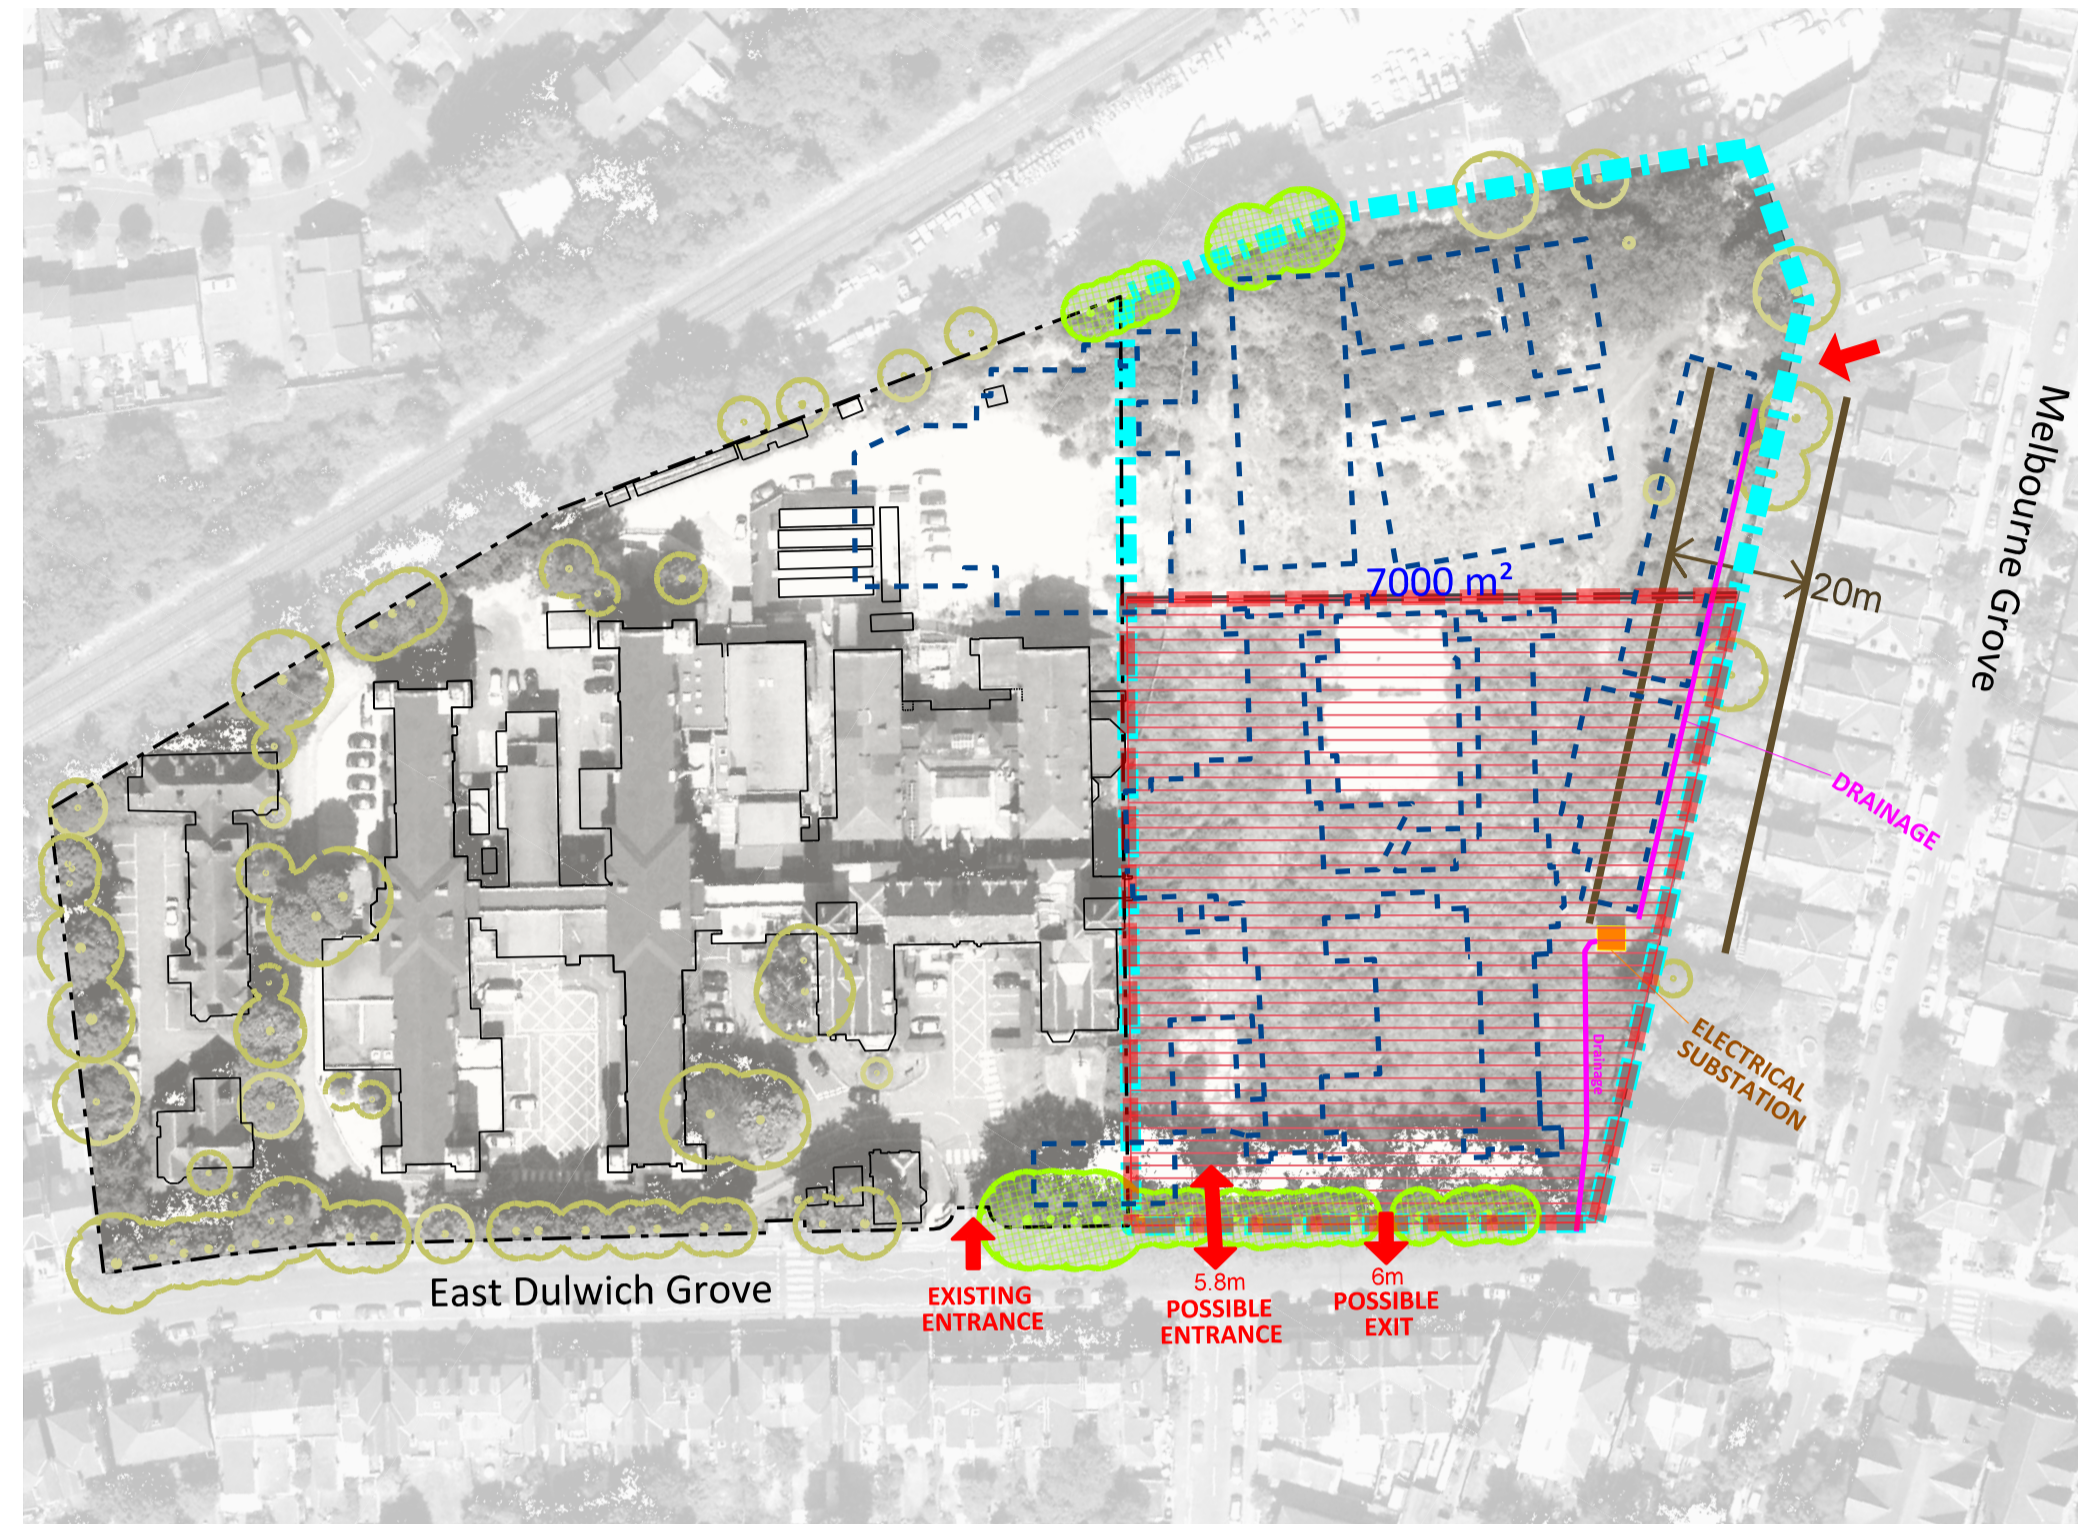 7000 m²
20m
Melbourne Grove
DRAINAGE
ELECTRICAL
SUBSTATION
Drainage
East Dulwich Grove
EXISTING
ENTRANCE
5.8m
POSSIBLE
ENTRANCE
6m
POSSIBLE
EXIT